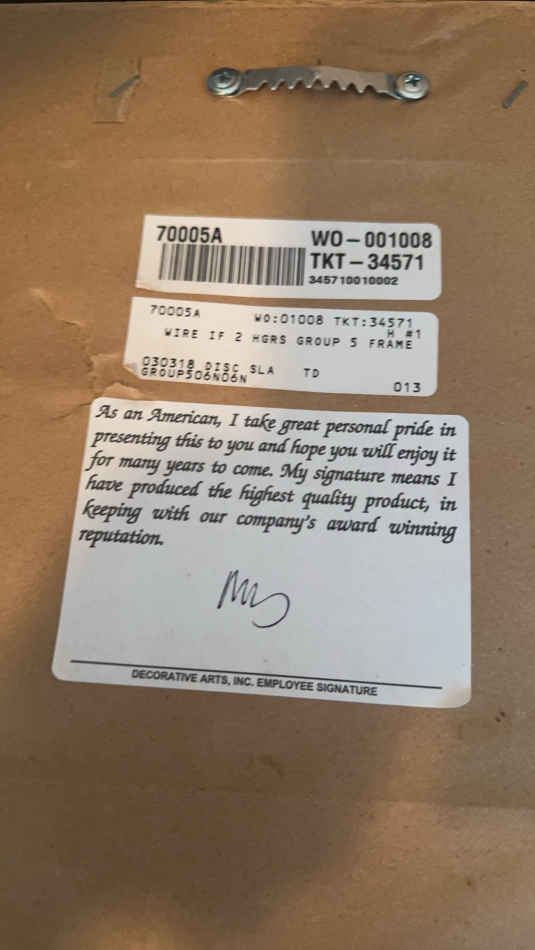 70005A WO-001008
TKT-34571
345710010002
70005A WO:01008 TKT:34571
H #1
WIRE IF 2 HGRS GROUP 5 FRAME
030318 DISC SLA TD
GROUP506N06N
013
As an American, I take great personal pride in
presenting this to you and hope you will enjoy it
for many years to come. My signature means I
have produced the highest quality product, in
keeping with our company's award winning
reputation.
DECORATIVE ARTS, INC. EMPLOYEE SIGNATURE